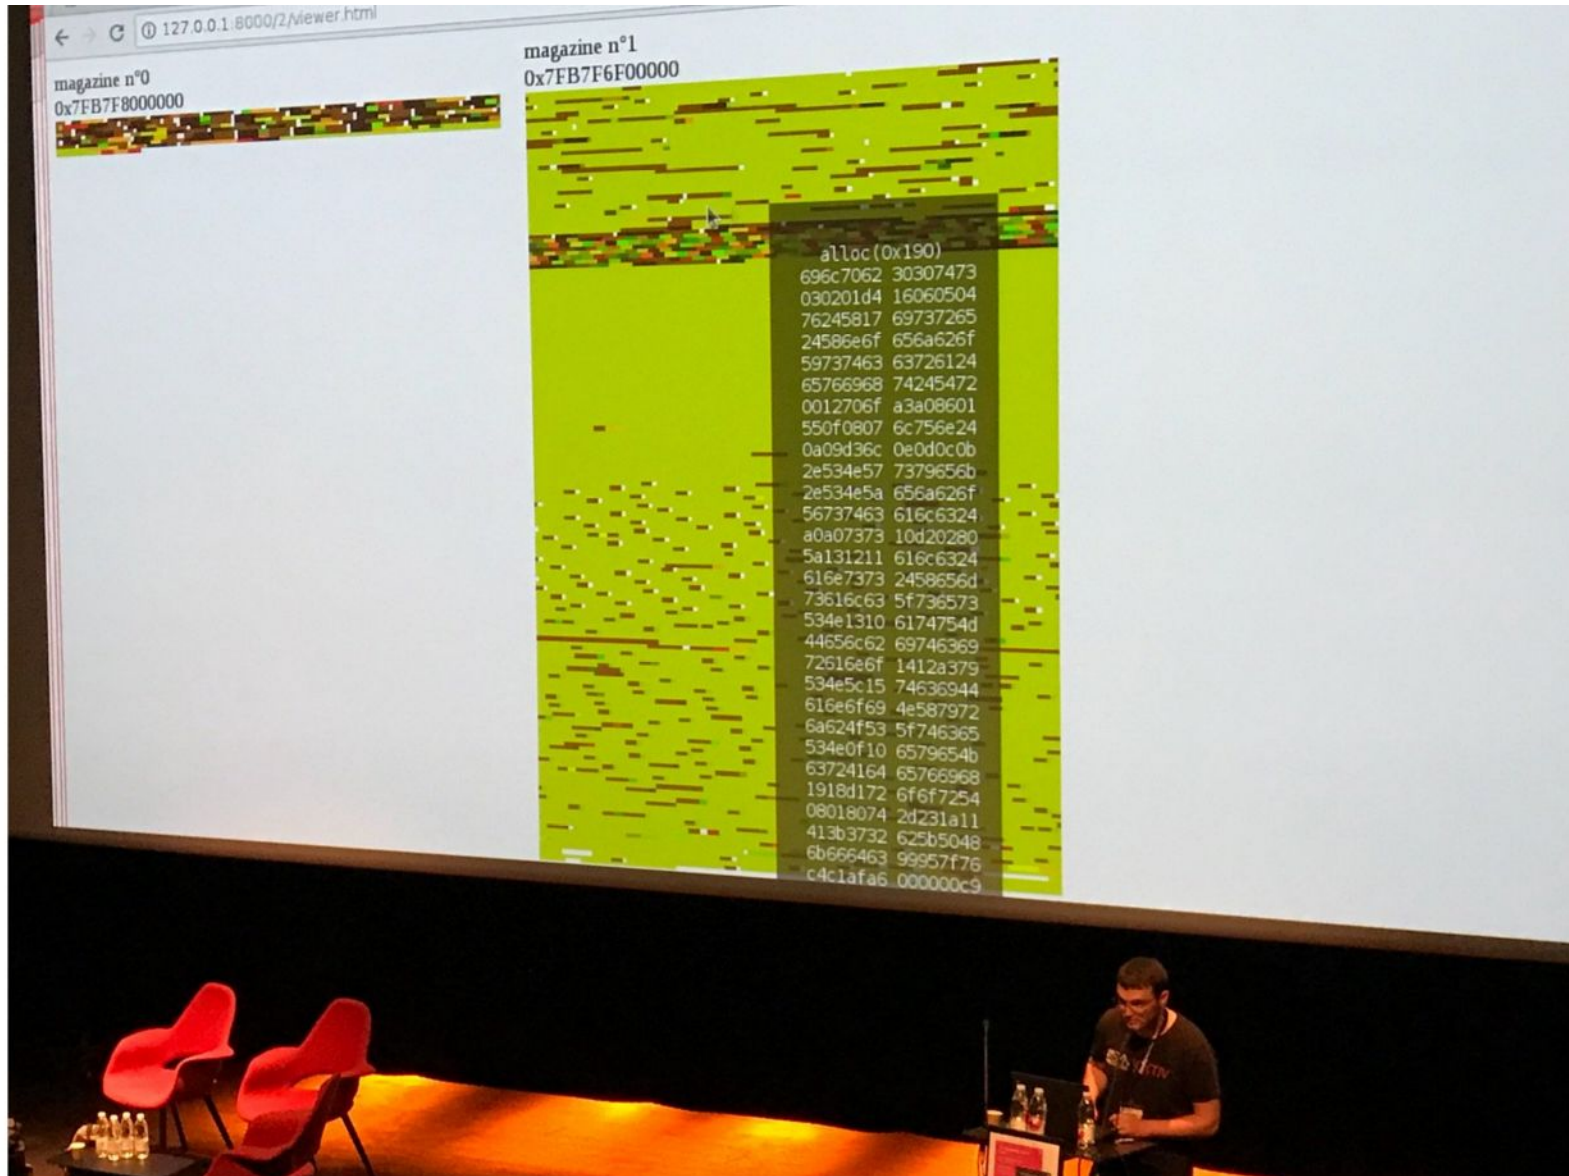 127.0.0.1:8000/2/viewer.html
magazine n°0
0x7FB7F8000000
magazine n°1
0x7FB7F6F00000
alloc(0x190)
696c7062 30307473
030201d4 16060504
76245817 69737265
24586e6f 656a626f
59737463 63726124
65766968 74245472
0012706f a3a08601
550f0807 6c756e24
0a09d36c 0e0d0c0b
2e534e57 7379656b
2e534e5a 656a626f
56737463 616c6324
a0a07373 10d20280
5a131211 616c6324
616e7373 2458656d
73616c63 5f736573
534e1310 6174754d
44656c62 69746369
72616e6f 1412a379
534e5c15 74636944
616e6f69 4e587972
6a624f53 5f746365
534e0f10 6579654b
63724164 65766968
1918d172 6f6f7254
08018074 2d231a11
413b3732 625b5048
6b666463 99957f76
c4c1afa6 000000c9